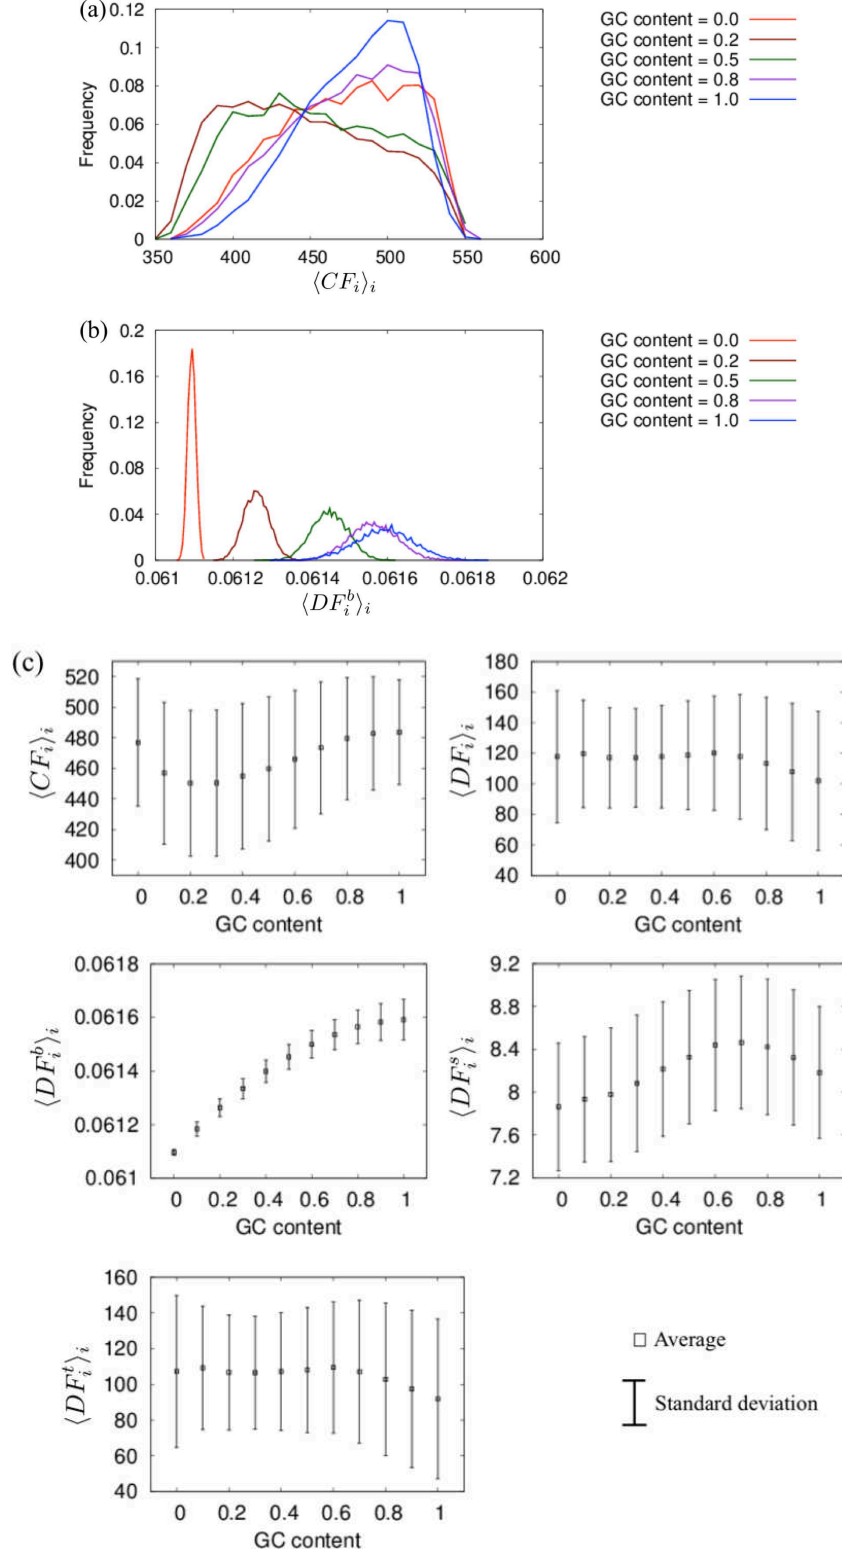 (a)
0.12
0.1
0.08
0.06
0.04
0.02
0
Frequency
350 400 450 500 550 600
⟨CF_i⟩_i
GC content = 0.0
GC content = 0.2
GC content = 0.5
GC content = 0.8
GC content = 1.0
(b)
0.2
0.16
0.12
0.08
0.04
0
Frequency
0.061 0.0612 0.0614 0.0616 0.0618 0.062
⟨DF_i^b⟩_i
GC content = 0.0
GC content = 0.2
GC content = 0.5
GC content = 0.8
GC content = 1.0
(c)
520
500
480
460
440
420
400
⟨CF_i⟩_i
0 0.2 0.4 0.6 0.8 1
GC content
180
160
140
120
100
80
60
40
⟨DF_i⟩_i
0 0.2 0.4 0.6 0.8 1
GC content
0.0618
0.0616
0.0614
0.0612
0.061
⟨DF_i^b⟩_i
0 0.2 0.4 0.6 0.8 1
GC content
9.2
8.8
8.4
8
7.6
7.2
⟨DF_i^s⟩_i
0 0.2 0.4 0.6 0.8 1
GC content
160
140
120
100
80
60
40
⟨DF_i^t⟩_i
0 0.2 0.4 0.6 0.8 1
GC content
Average
Standard deviation